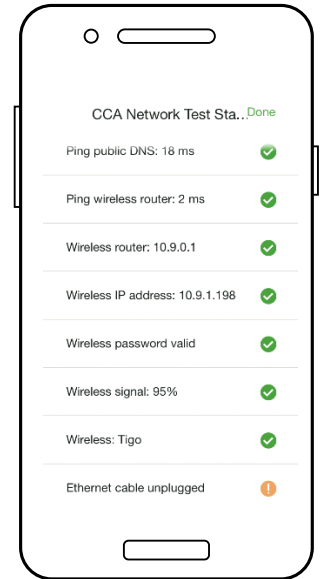 CCA Network Test Sta... Done
Ping public DNS: 18 ms
Ping wireless router: 2 ms
Wireless router: 10.9.0.1
Wireless IP address: 10.9.1.198
Wireless password valid
Wireless signal: 95%
Wireless: Tigo
Ethernet cable unplugged